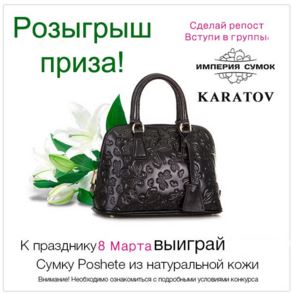 Розыгрыш
приза!
Сделай репост
Вступи в группы:
ИМПЕРИЯ СУМОК
KARATOV
К празднику 8 Марта выиграй
Сумку Poshete из натуральной кожи
Внимание! Необходимо ознакомиться с подробными условиями конкурса